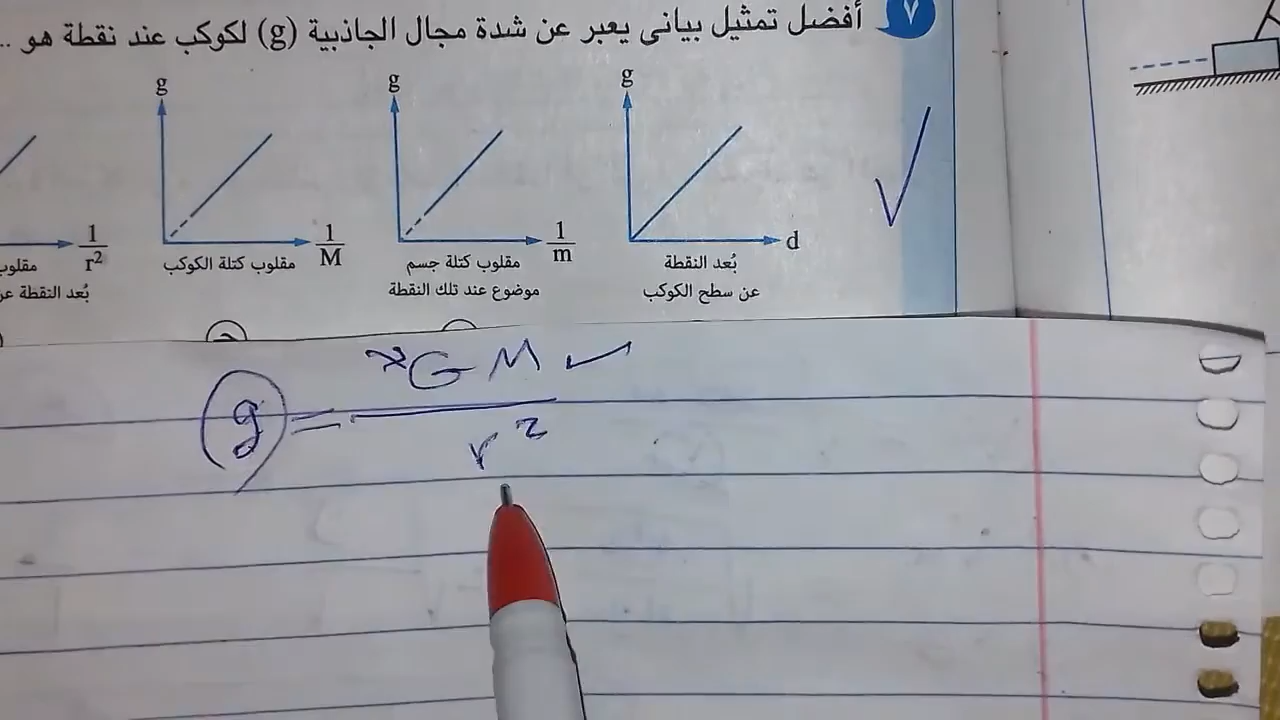 ٧ أفضل تمثيل بيانى يعبر عن شدة مجال الجاذبية (g) لكوكب عند نقطة هو ..
g
g
g
d
بُعد النقطة
عن سطح الكوكب
1/m
مقلوب كتلة جسم
موضوع عند تلك النقطة
1/M
مقلوب كتلة الكوكب
1/r²
بُعد النقطة
g = GM / r²